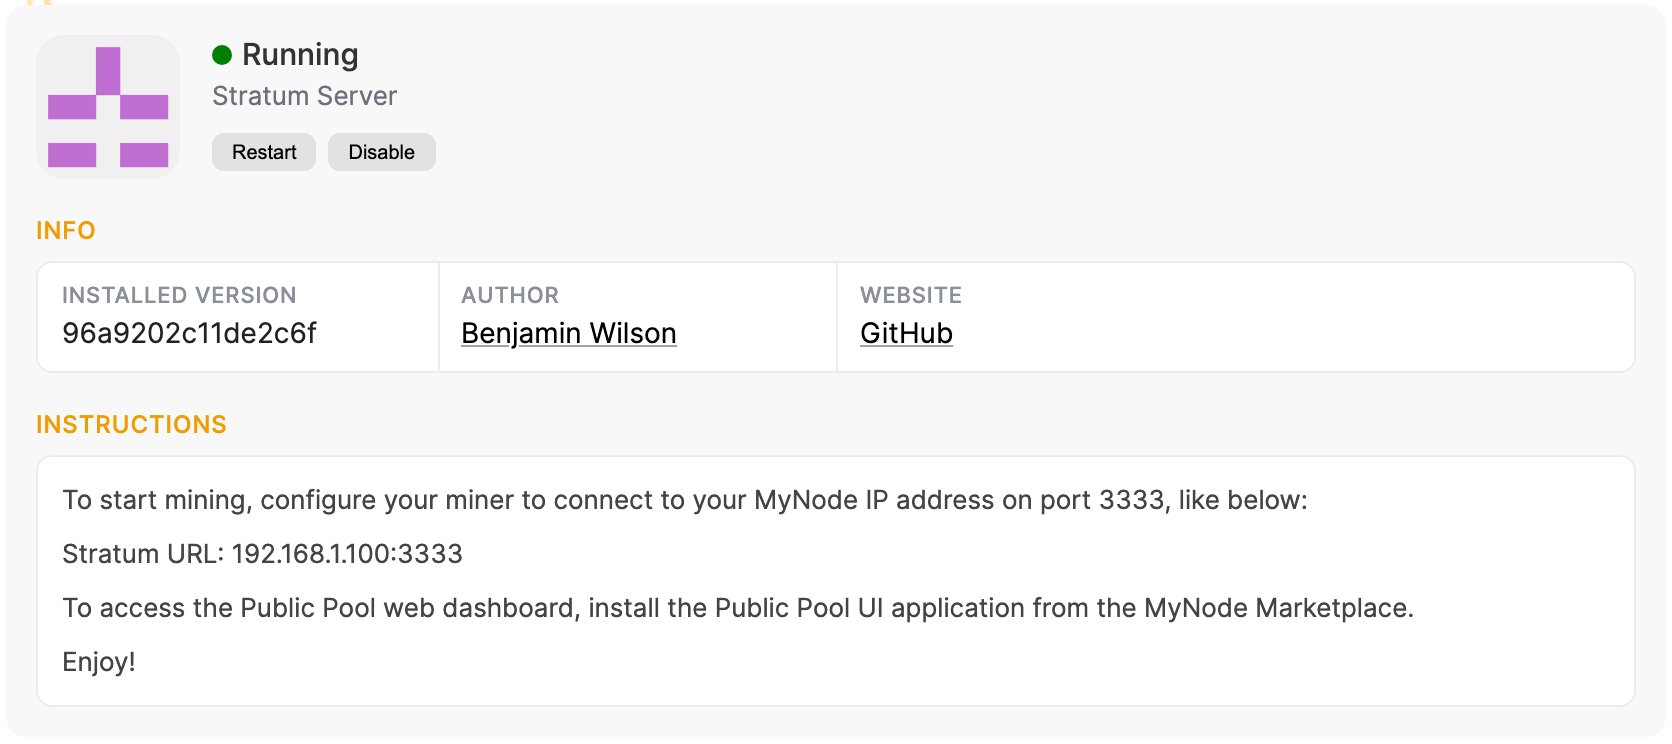 Running
Stratum Server
Restart Disable
INFO
INSTALLED VERSION AUTHOR WEBSITE
96a9202c11de2c6f Benjamin Wilson GitHub
INSTRUCTIONS
To start mining, configure your miner to connect to your MyNode IP address on port 3333, like below:
Stratum URL: 192.168.1.100:3333
To access the Public Pool web dashboard, install the Public Pool UI application from the MyNode Marketplace.
Enjoy!